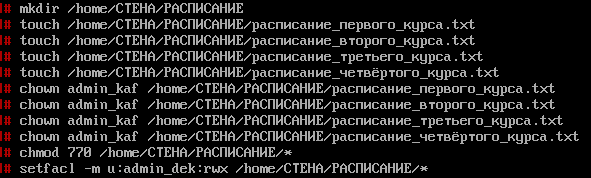 # mkdir /home/СТЕНА/РАСПИСАНИЕ
# touch /home/СТЕНА/РАСПИСАНИЕ/расписание_первого_курса.txt
# touch /home/СТЕНА/РАСПИСАНИЕ/расписание_второго_курса.txt
# touch /home/СТЕНА/РАСПИСАНИЕ/расписание_третьего_курса.txt
# touch /home/СТЕНА/РАСПИСАНИЕ/расписание_четвёртого_курса.txt
# chown admin_kaf /home/СТЕНА/РАСПИСАНИЕ/расписание_первого_курса.txt
# chown admin_kaf /home/СТЕНА/РАСПИСАНИЕ/расписание_второго_курса.txt
# chown admin_kaf /home/СТЕНА/РАСПИСАНИЕ/расписание_третьего_курса.txt
# chown admin_kaf /home/СТЕНА/РАСПИСАНИЕ/расписание_четвёртого_курса.txt
# chmod 770 /home/СТЕНА/РАСПИСАНИЕ/*
# setfacl -m u:admin_dek:rwx /home/СТЕНА/РАСПИСАНИЕ/*